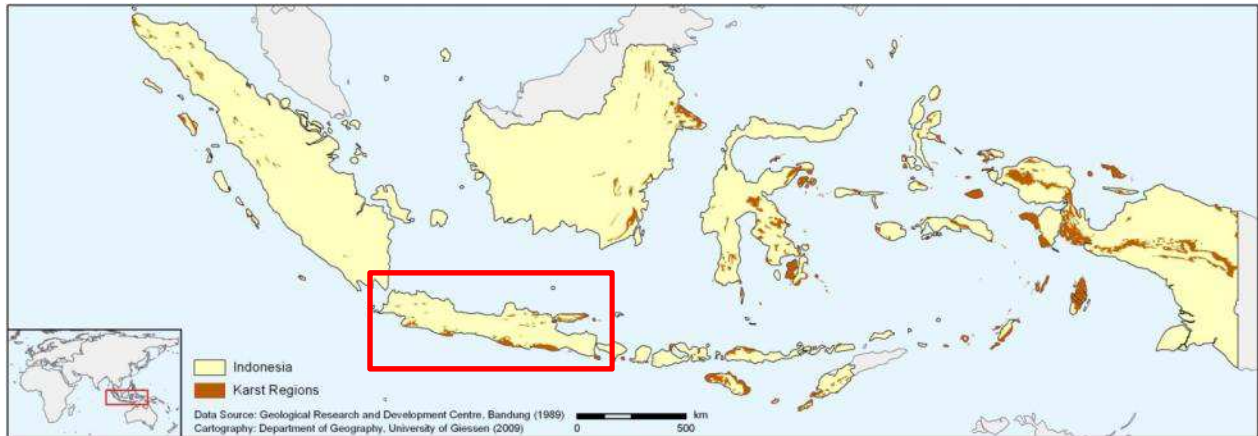 Indonesia
Karst Regions
Data Source: Geological Research and Development Centre, Bandung (1989)
Cartography: Department of Geography, University of Giessen (2009)
km
0 500